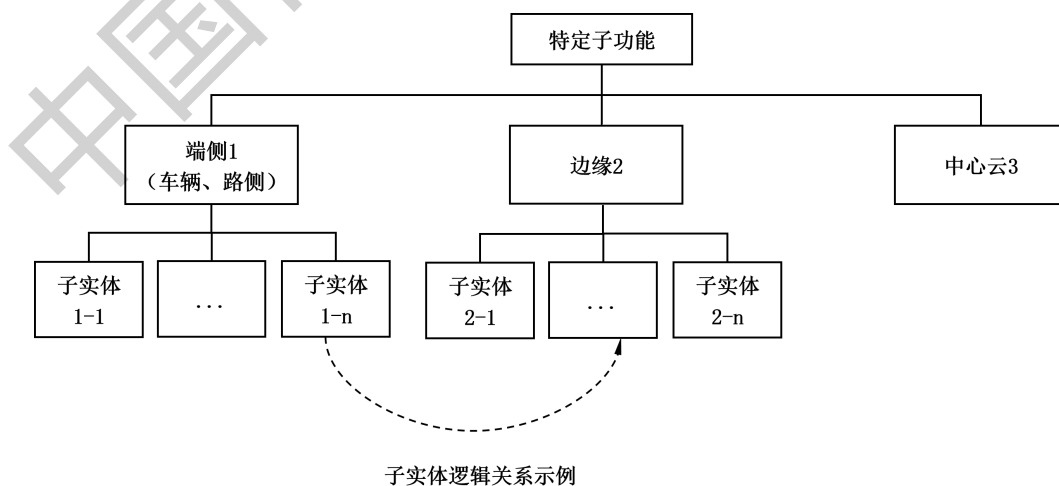 特定子功能
端侧1
（车辆、路侧）
边缘2
中心云3
子实体
1-1
...
子实体
1-n
子实体
2-1
...
子实体
2-n
子实体逻辑关系示例
中国